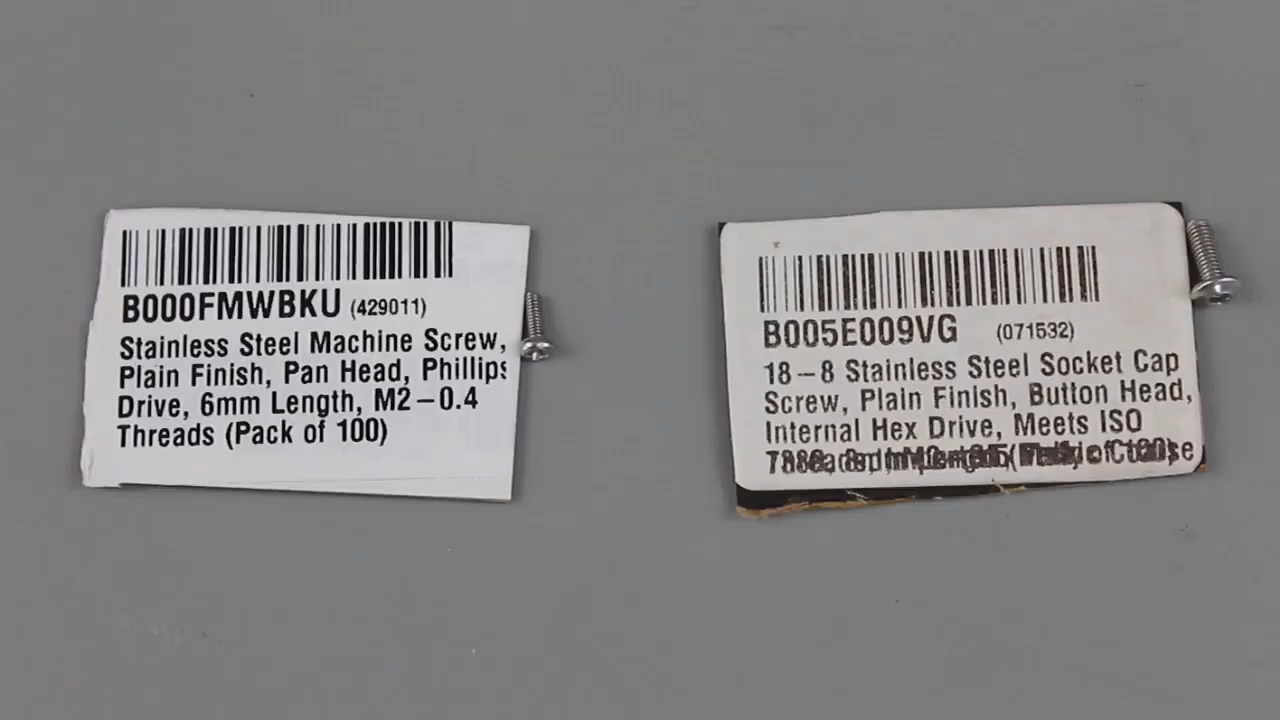 B000FMWBKU (429011)
Stainless Steel Machine Screw,
Plain Finish, Pan Head, Phillips
Drive, 6mm Length, M2-0.4
Threads (Pack of 100)
B005E009VG (071532)
18-8 Stainless Steel Socket Cap
Screw, Plain Finish, Button Head,
Internal Hex Drive, Meets ISO